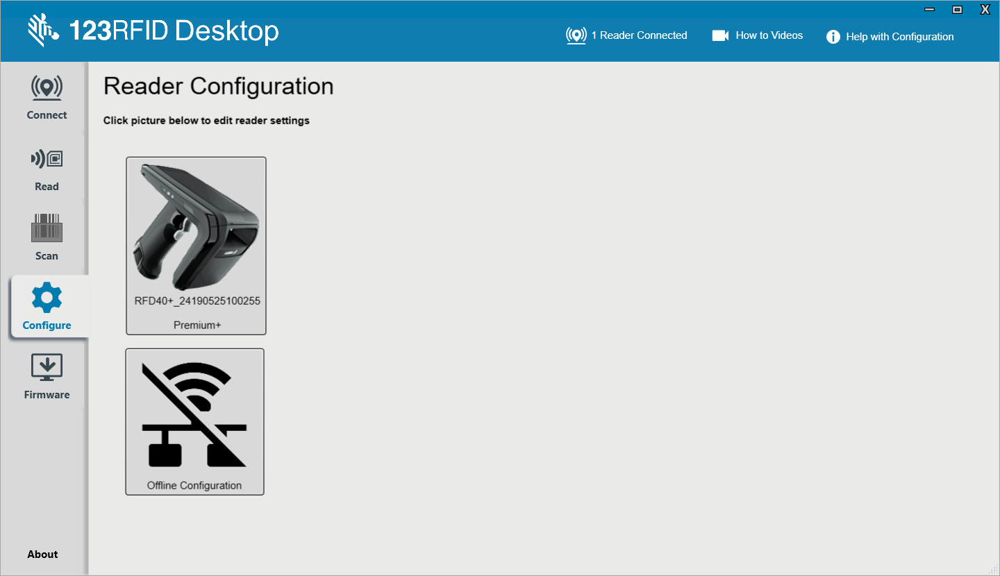 123RFID Desktop
1 Reader Connected
How to Videos
Help with Configuration
Connect
Read
Scan
Configure
Firmware
About
Reader Configuration
Click picture below to edit reader settings
RFD40+_24190525100255
Premium+
Offline Configuration